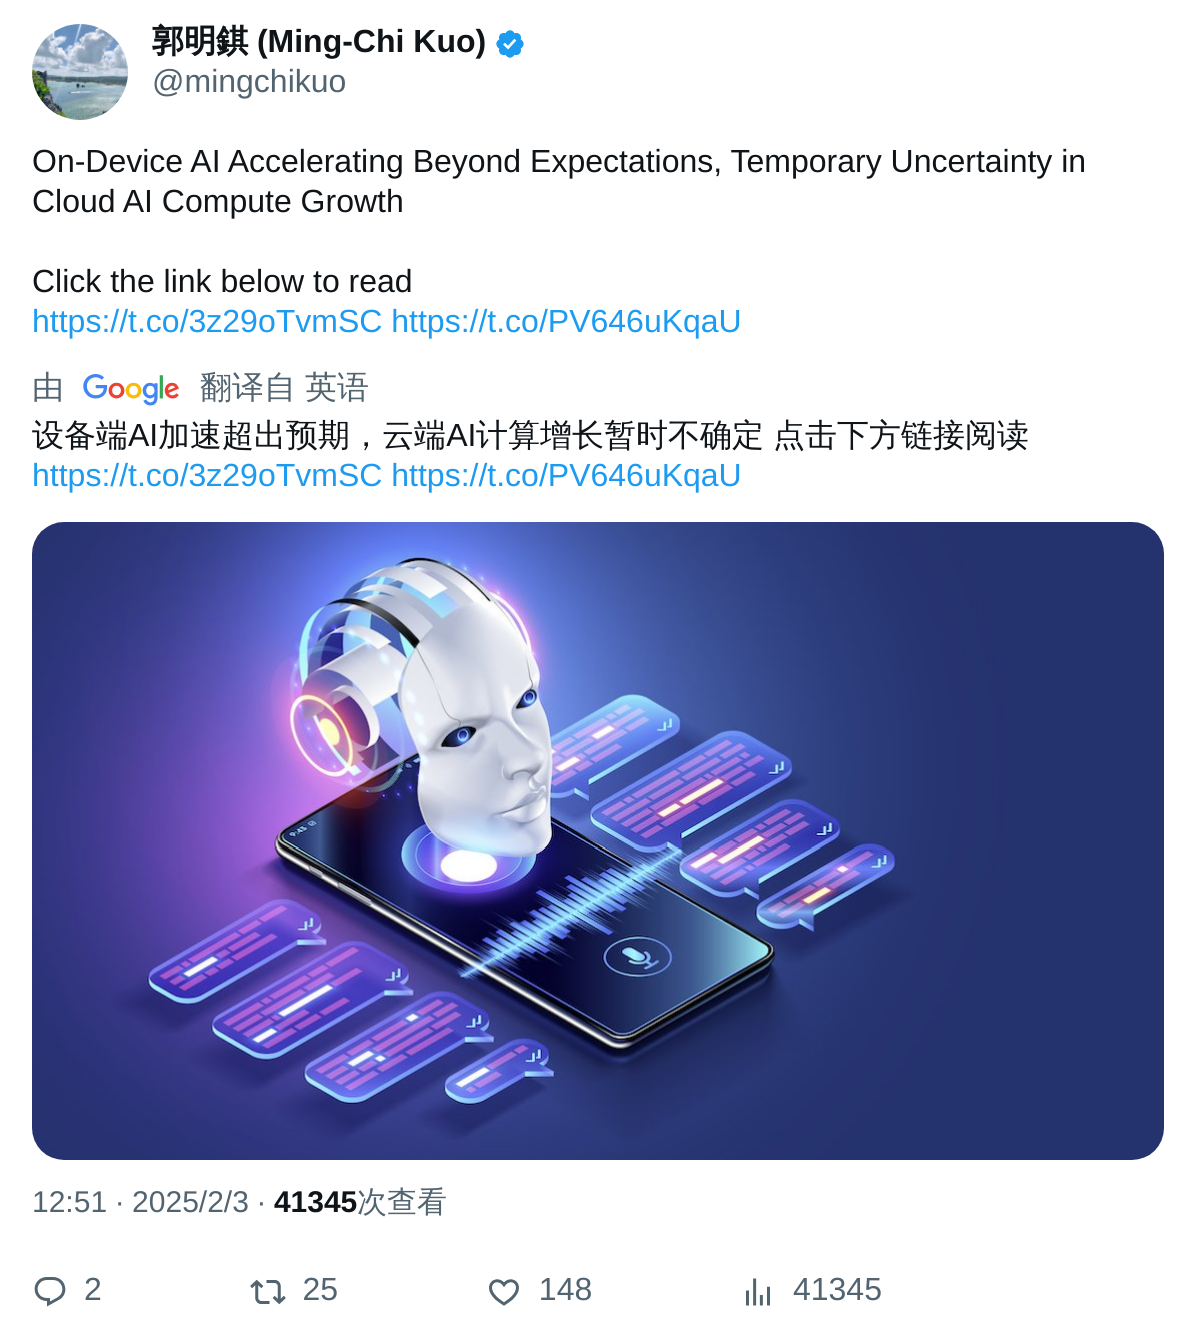 郭明錤 (Ming-Chi Kuo)
@mingchikuo
On-Device AI Accelerating Beyond Expectations, Temporary Uncertainty in
Cloud AI Compute Growth
Click the link below to read
https://t.co/3z29oTvmSC https://t.co/PV646uKqaU
由 Google 翻译自 英语
设备端AI加速超出预期，云端AI计算增长暂时不确定 点击下方链接阅读
https://t.co/3z29oTvmSC https://t.co/PV646uKqaU
9:45
12:51 · 2025/2/3 · 41345次查看
2 25 148 41345